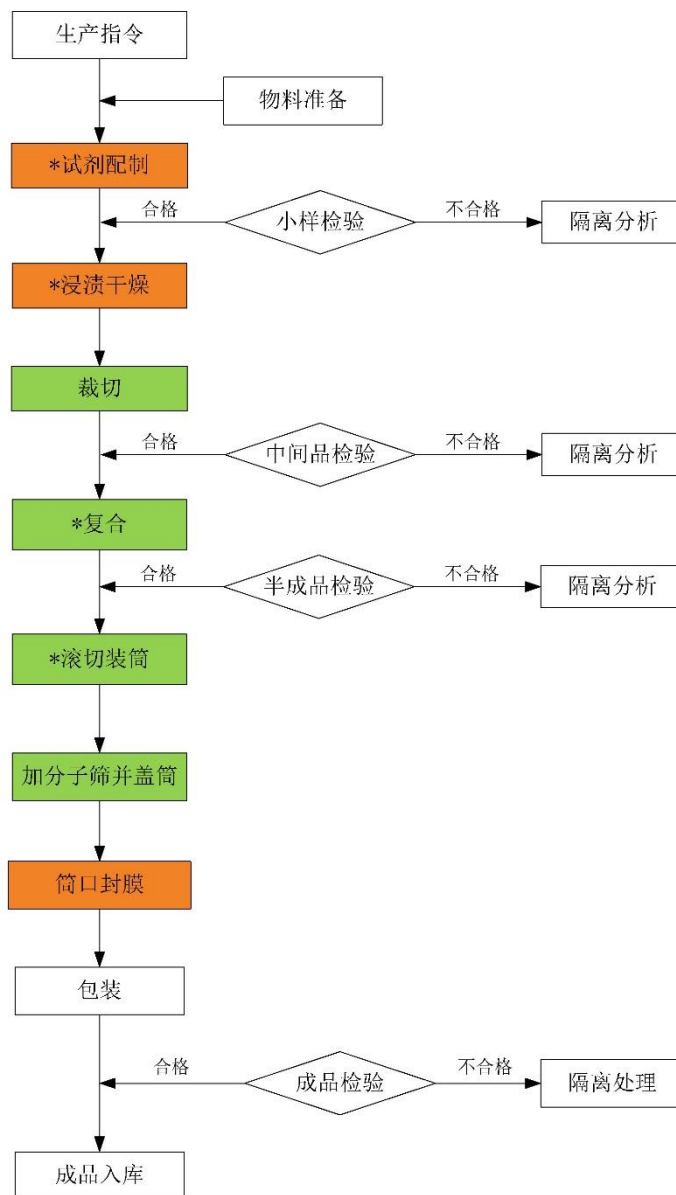 生产指令
物料准备
*试剂配制
合格
小样检验
不合格
隔离分析
*浸渍干燥
裁切
合格
中间品检验
不合格
隔离分析
*复合
合格
半成品检验
不合格
隔离分析
*滚切装筒
加分子筛并盖筒
筒口封膜
包装
合格
成品检验
不合格
隔离处理
成品入库